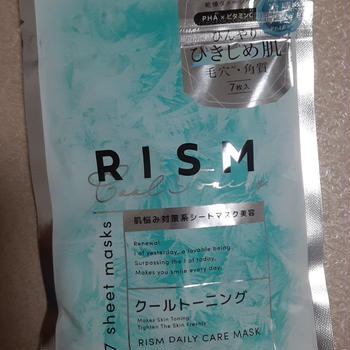 PHA × ビタミンC
ひんやり
ひきじめ肌
毛穴・角質
7枚入
RISM
Cool Toning
肌悩み対策系シートマスク美容
Renewal
I of yesterday, a lovable being.
Surpassing the I of today,
Makes you smile every day.
クールトーニング
Makes Skin Toning
Tighten The Skin Freshly
RISM DAILY CARE MASK
7 sheet masks